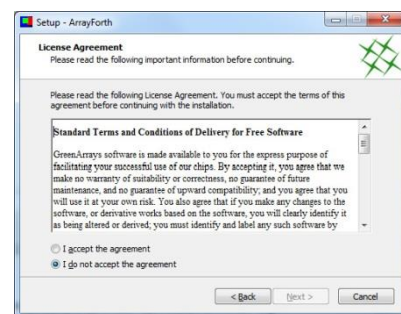 Setup - ArrayForth
License Agreement
Please read the following important information before continuing.
Please read the following License Agreement. You must accept the terms of this
agreement before continuing with the installation.
Standard Terms and Conditions of Delivery for Free Software
GreenArrays software is made available to you for the express purpose of
facilitating your successful use of our chips. By accepting it, you agree that we
make no warranty of suitability or correctness, no guarantee of future
maintenance, and no guarantee of upward compatibility; and you agree that you
will use it at your own risk. You also agree that if you make any changes to the
software, or derivative works based on the software, you will clearly identify it
as being altered or derived; you must identify and label any such software by
I accept the agreement
I do not accept the agreement
< Back
Next >
Cancel